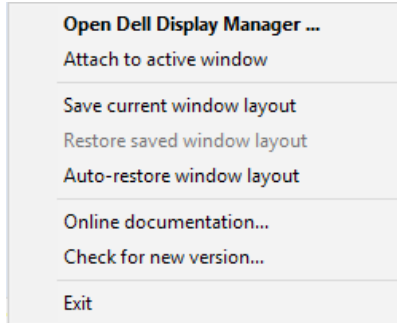 Open Dell Display Manager ...
Attach to active window
Save current window layout
Restore saved window layout
Auto-restore window layout
Online documentation...
Check for new version...
Exit